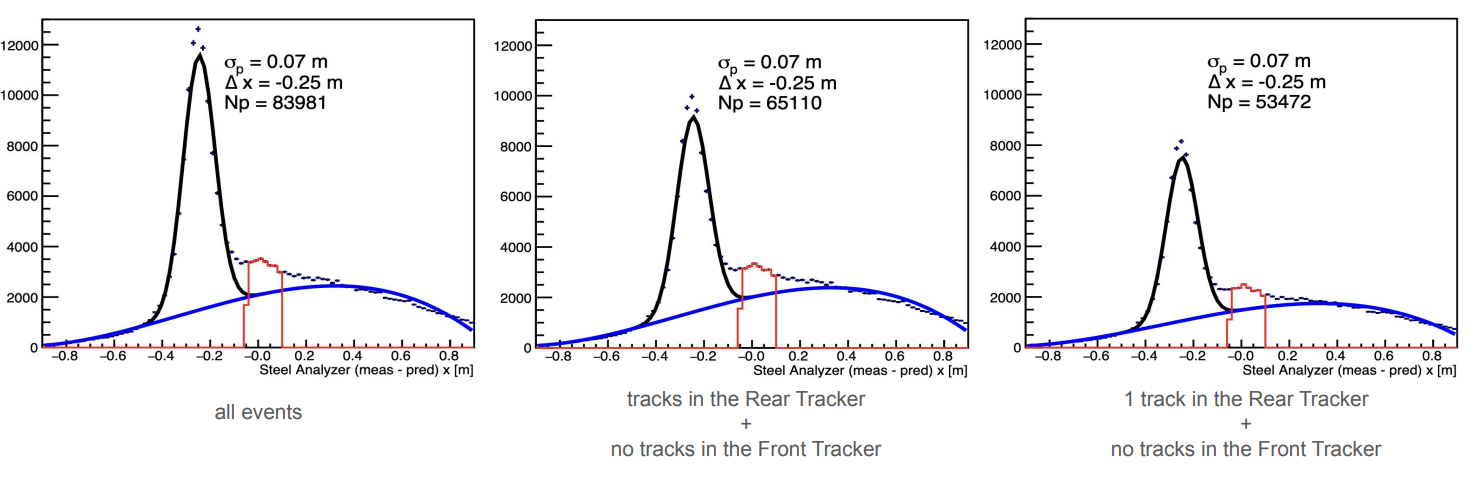 12000
10000
8000
6000
4000
2000
0
σp = 0.07 m
Δ x = -0.25 m
Np = 83981
−0.8 −0.6 −0.4 −0.2 −0.0 0.2 0.4 0.6 0.8
Steel Analyzer (meas - pred) x [m]
all events
12000
10000
8000
6000
4000
2000
0
σp = 0.07 m
Δ x = -0.25 m
Np = 65110
−0.8 −0.6 −0.4 −0.2 −0.0 0.2 0.4 0.6 0.8
Steel Analyzer (meas - pred) x [m]
tracks in the Rear Tracker
+
no tracks in the Front Tracker
12000
10000
8000
6000
4000
2000
0
σp = 0.07 m
Δ x = -0.25 m
Np = 53472
−0.8 −0.6 −0.4 −0.2 −0.0 0.2 0.4 0.6 0.8
Steel Analyzer (meas - pred) x [m]
1 track in the Rear Tracker
+
no tracks in the Front Tracker